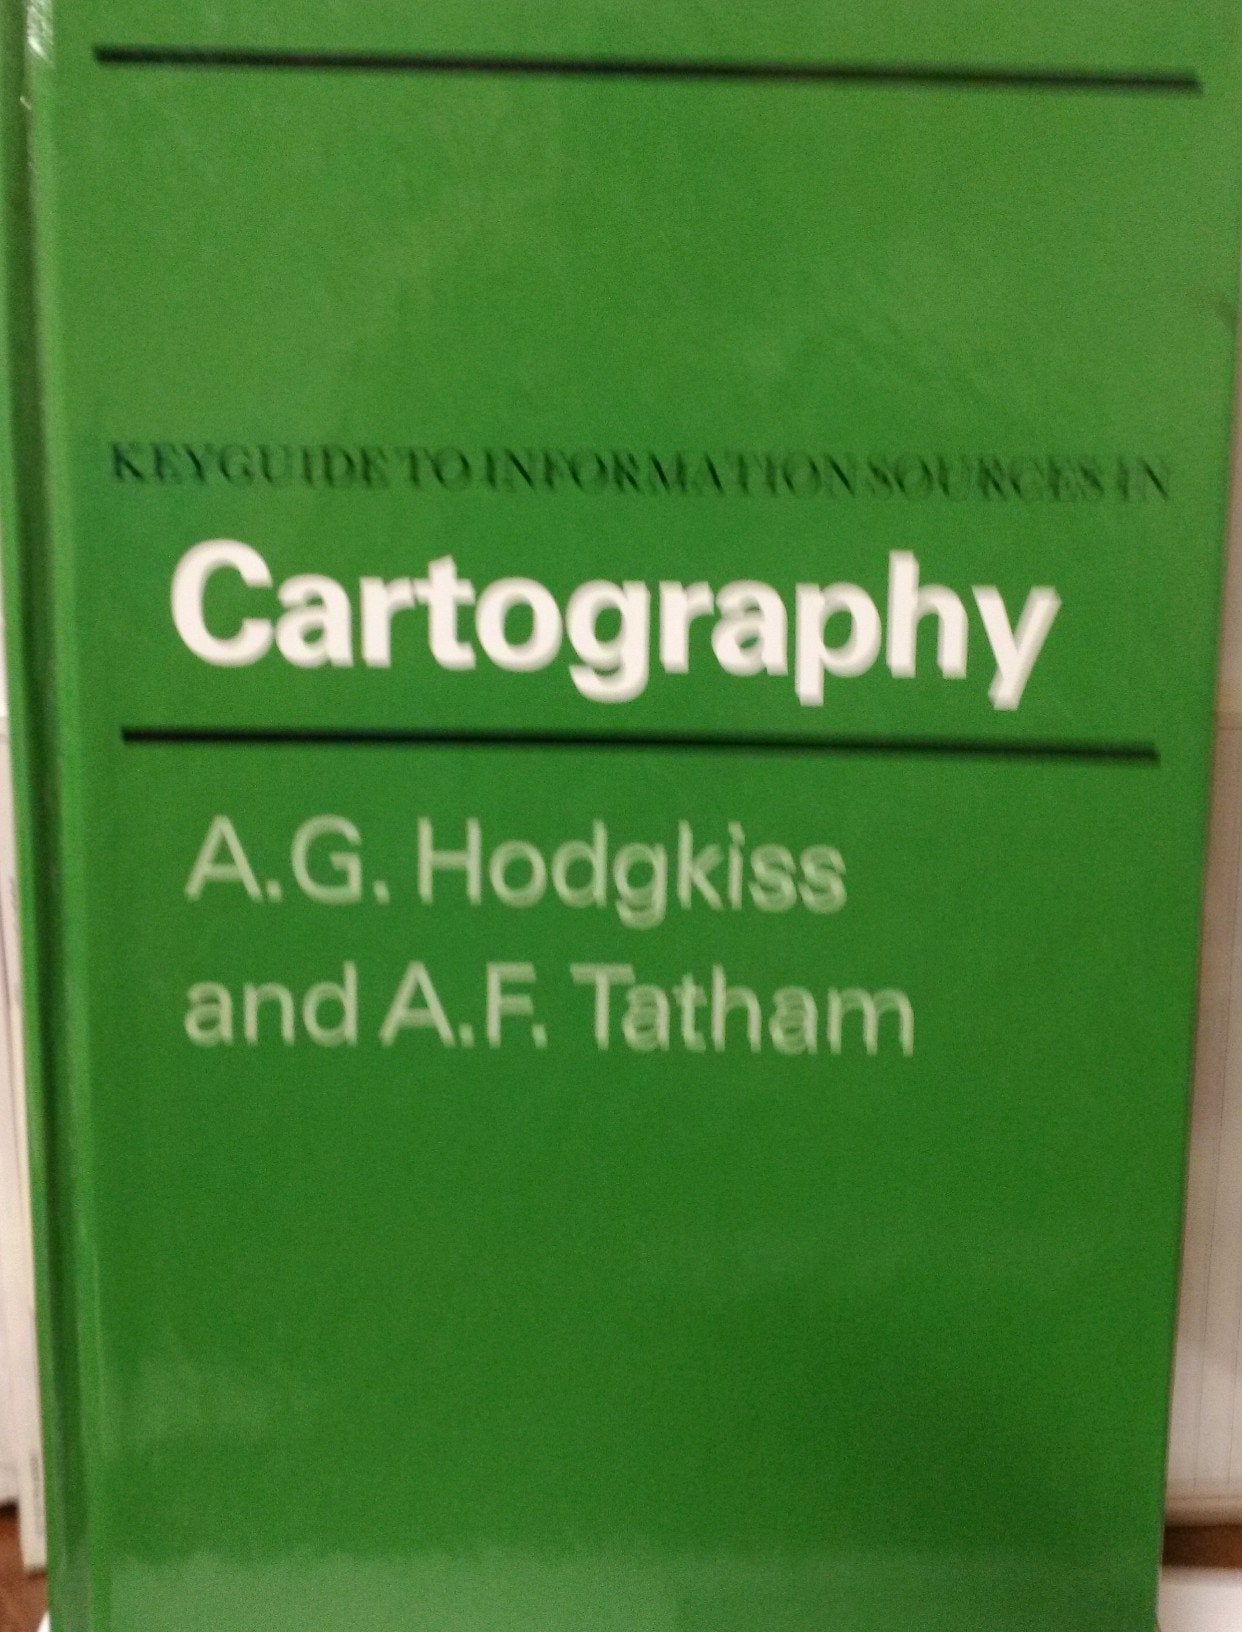 KEYGUIDE TO INFORMATION SOURCES IN
Cartography
A.G. Hodgkiss
and A.F. Tatham